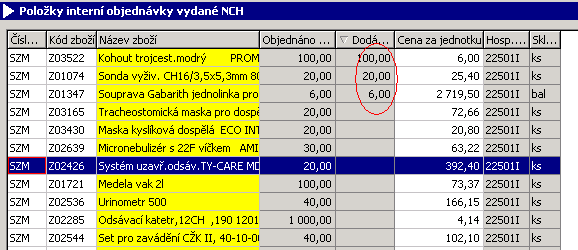 Položky interní objednávky vydané NCH
Čísl... Kód zboží Název zboží Objednáno ... Dodá... Cena za jednotku Hosp.... Skl...
SZM Z03522 Kohout trojcest.modrý PROM 100,00 100,00 6,00 22501I ks
SZM Z01074 Sonda vyživ. CH16/3,5x5,3mm 80 20,00 20,00 25,40 22501I ks
SZM Z01347 Souprava Gabarith jednolinka pro 6,00 6,00 2 719,50 22501I bal
SZM Z03165 Tracheostomická maska pro dospě 20,00 72,66 22501I ks
SZM Z03430 Maska kyslíková dospělá ECO INT 20,00 20,80 22501I ks
SZM Z02639 Micronebulizér s 22F víčkem AMI 30,00 63,22 22501I ks
SZM Z02426 Systém uzavř.odsáv.TY-CARE MD 20,00 392,40 22501I ks
SZM Z01721 Medela vak 2l 100,00 73,37 22501I ks
SZM Z02536 Urinometr 500 40,00 166,15 22501I ks
SZM Z02285 Odsávací katetr,12CH ,190 1201 1 000,00 4,14 22501I ks
SZM Z02544 Set pro zavádění CŽK II, 40-10-00 40,00 102,10 22501I ks